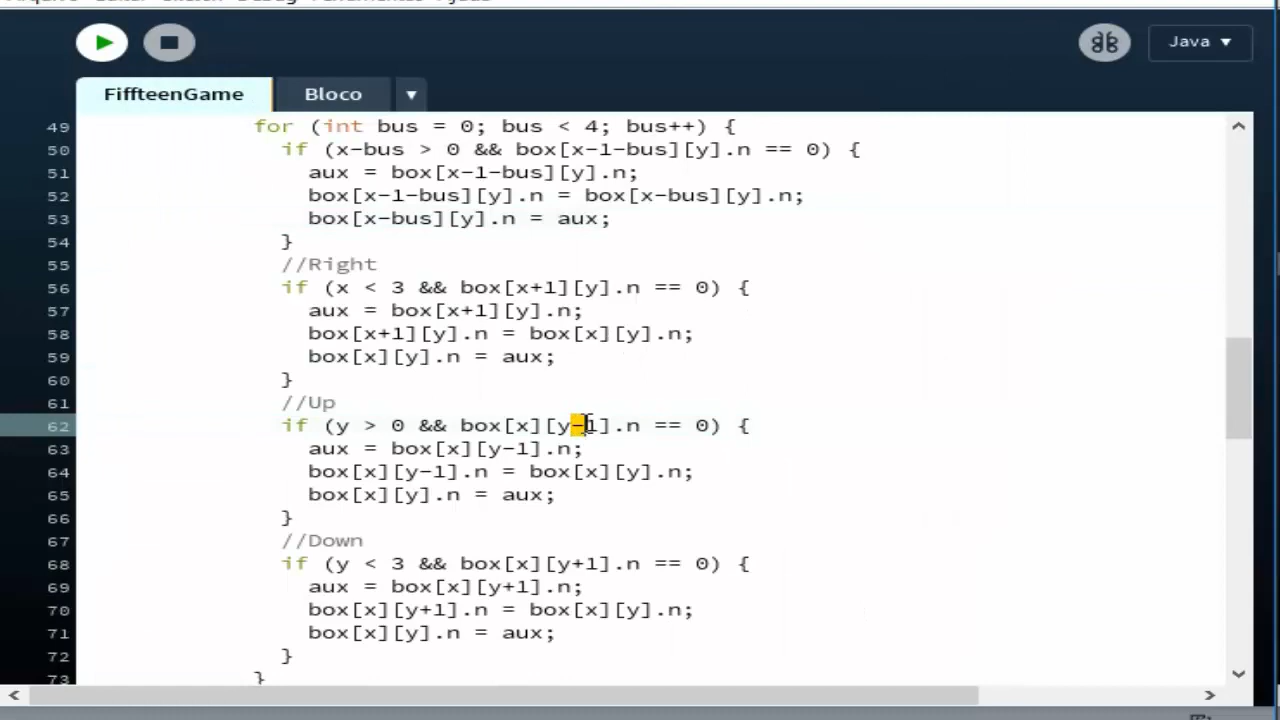 Java ▼
FiffteenGame Bloco ▼
49 for (int bus = 0; bus < 4; bus++) {
50 if (x-bus > 0 && box[x-1-bus][y].n == 0) {
51 aux = box[x-1-bus][y].n;
52 box[x-1-bus][y].n = box[x-bus][y].n;
53 box[x-bus][y].n = aux;
54 }
55 //Right
56 if (x < 3 && box[x+1][y].n == 0) {
57 aux = box[x+1][y].n;
58 box[x+1][y].n = box[x][y].n;
59 box[x][y].n = aux;
60 }
61 //Up
62 if (y > 0 && box[x][y-1].n == 0) {
63 aux = box[x][y-1].n;
64 box[x][y-1].n = box[x][y].n;
65 box[x][y].n = aux;
66 }
67 //Down
68 if (y < 3 && box[x][y+1].n == 0) {
69 aux = box[x][y+1].n;
70 box[x][y+1].n = box[x][y].n;
71 box[x][y].n = aux;
72 }
73 }